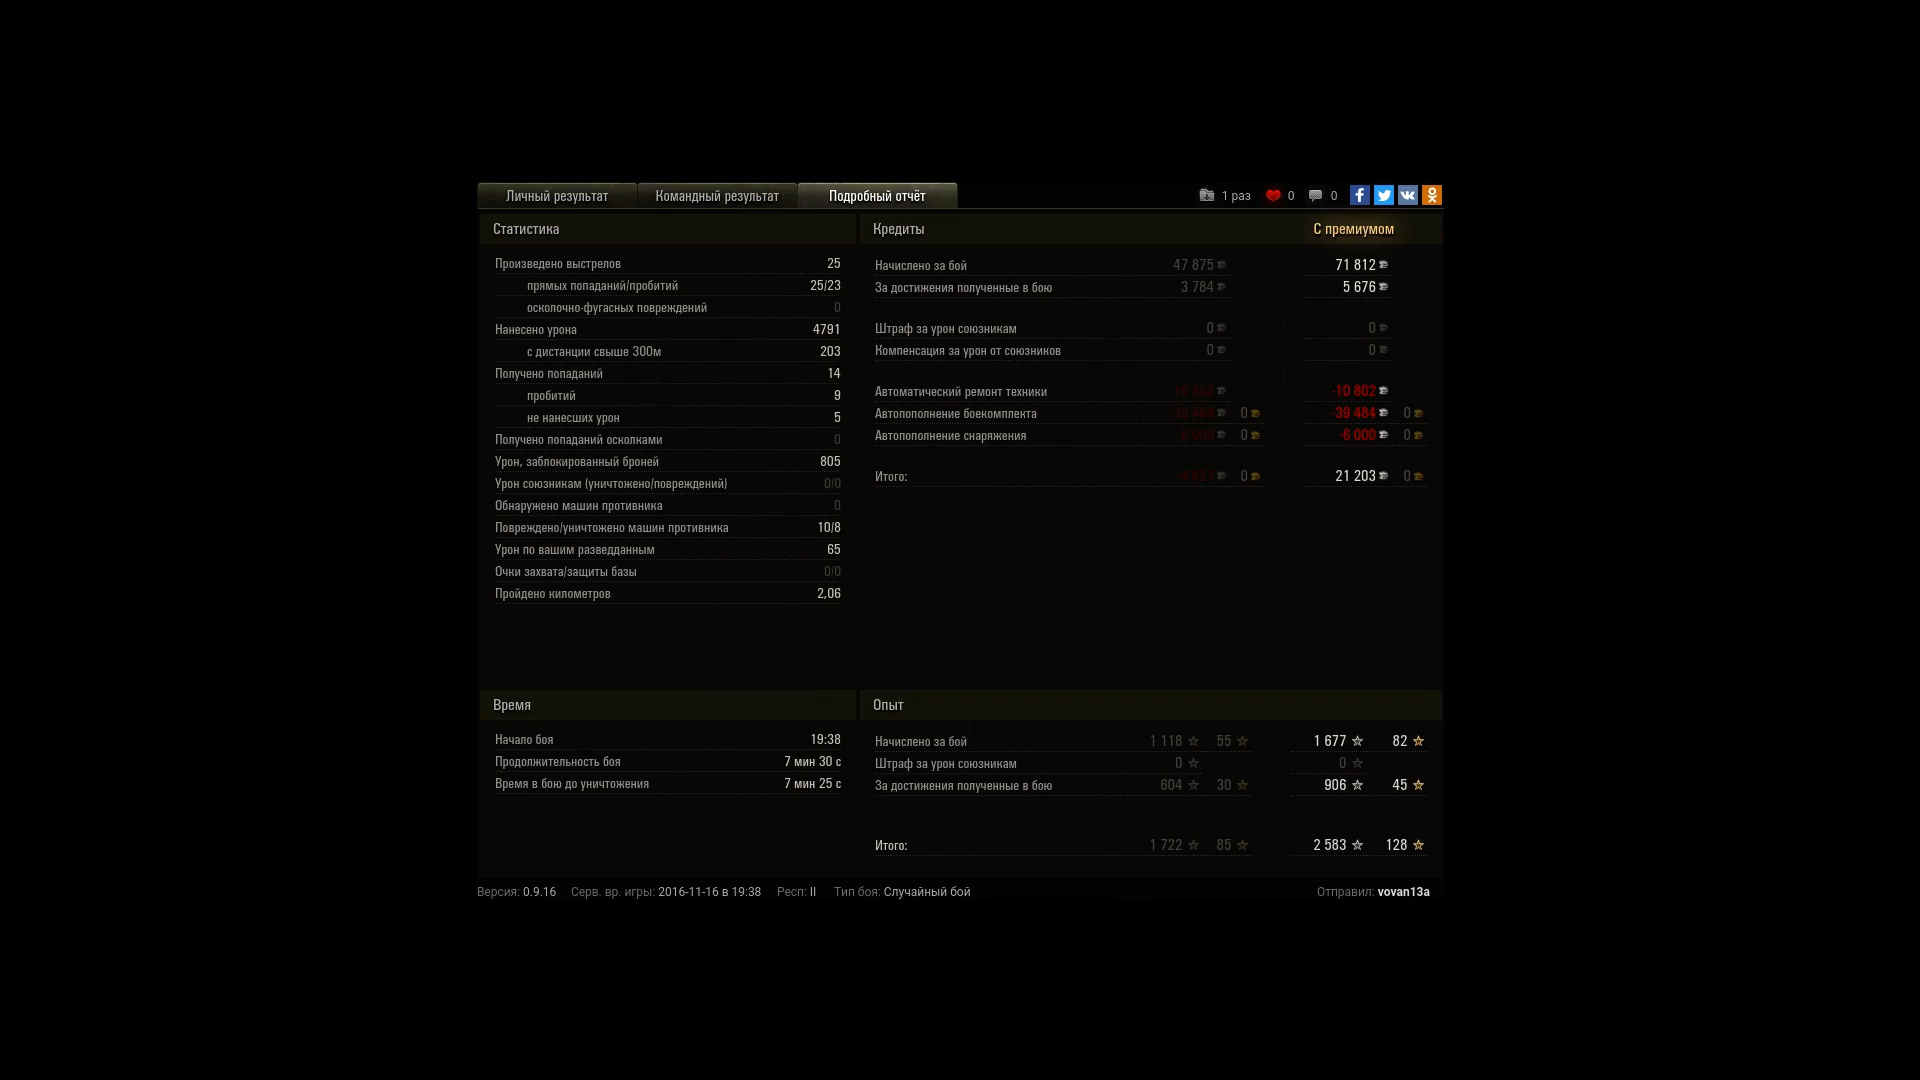 Личный результат Командный результат Подробный отчёт 1 раз 0 0
Статистика
Произведено выстрелов 25
прямых попаданий/пробитий 25/23
осколочно-фугасных повреждений 0
Нанесено урона 4791
с дистанции свыше 300м 203
Получено попаданий 14
пробитий 9
не нанесших урон 5
Получено попаданий осколками 0
Урон, заблокированный броней 805
Урон союзникам (уничтожено/повреждений) 0/0
Обнаружено машин противника 0
Повреждено/уничтожено машин противника 10/8
Урон по вашим разведданным 65
Очки захвата/защиты базы 0/0
Пройдено километров 2,06
Кредиты С премиумом
Начислено за бой 47 875 71 812
За достижения полученные в бою 3 784 5 676
Штраф за урон союзникам 0 0
Компенсация за урон от союзников 0 0
Автоматический ремонт техники -10 802 -10 802
Автопополнение боекомплекта -39 484 0 -39 484 0
Автопополнение снаряжения -6 000 0 -6 000 0
Итого: -4 627 0 21 203 0
Время
Начало боя 19:38
Продолжительность боя 7 мин 30 с
Время в бою до уничтожения 7 мин 25 с
Опыт
Начислено за бой 1 118 55 1 677 82
Штраф за урон союзникам 0 0
За достижения полученные в бою 604 30 906 45
Итого: 1 722 85 2 583 128
Версия: 0.9.16 Серв. вр. игры: 2016-11-16 в 19:38 Респ: II Тип боя: Случайный бой Отправил: vovan13a